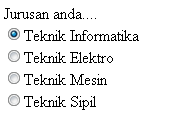 Jurusan anda....
Teknik Informatika
Teknik Elektro
Teknik Mesin
Teknik Sipil